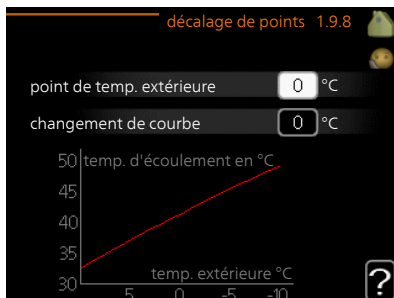 décalage de points 1.9.8
point de temp. extérieure 0 °C
changement de courbe 0 °C
50 temp. d'écoulement en °C
45
40
35
30
temp. extérieure °C
5 0 -5 -10
?